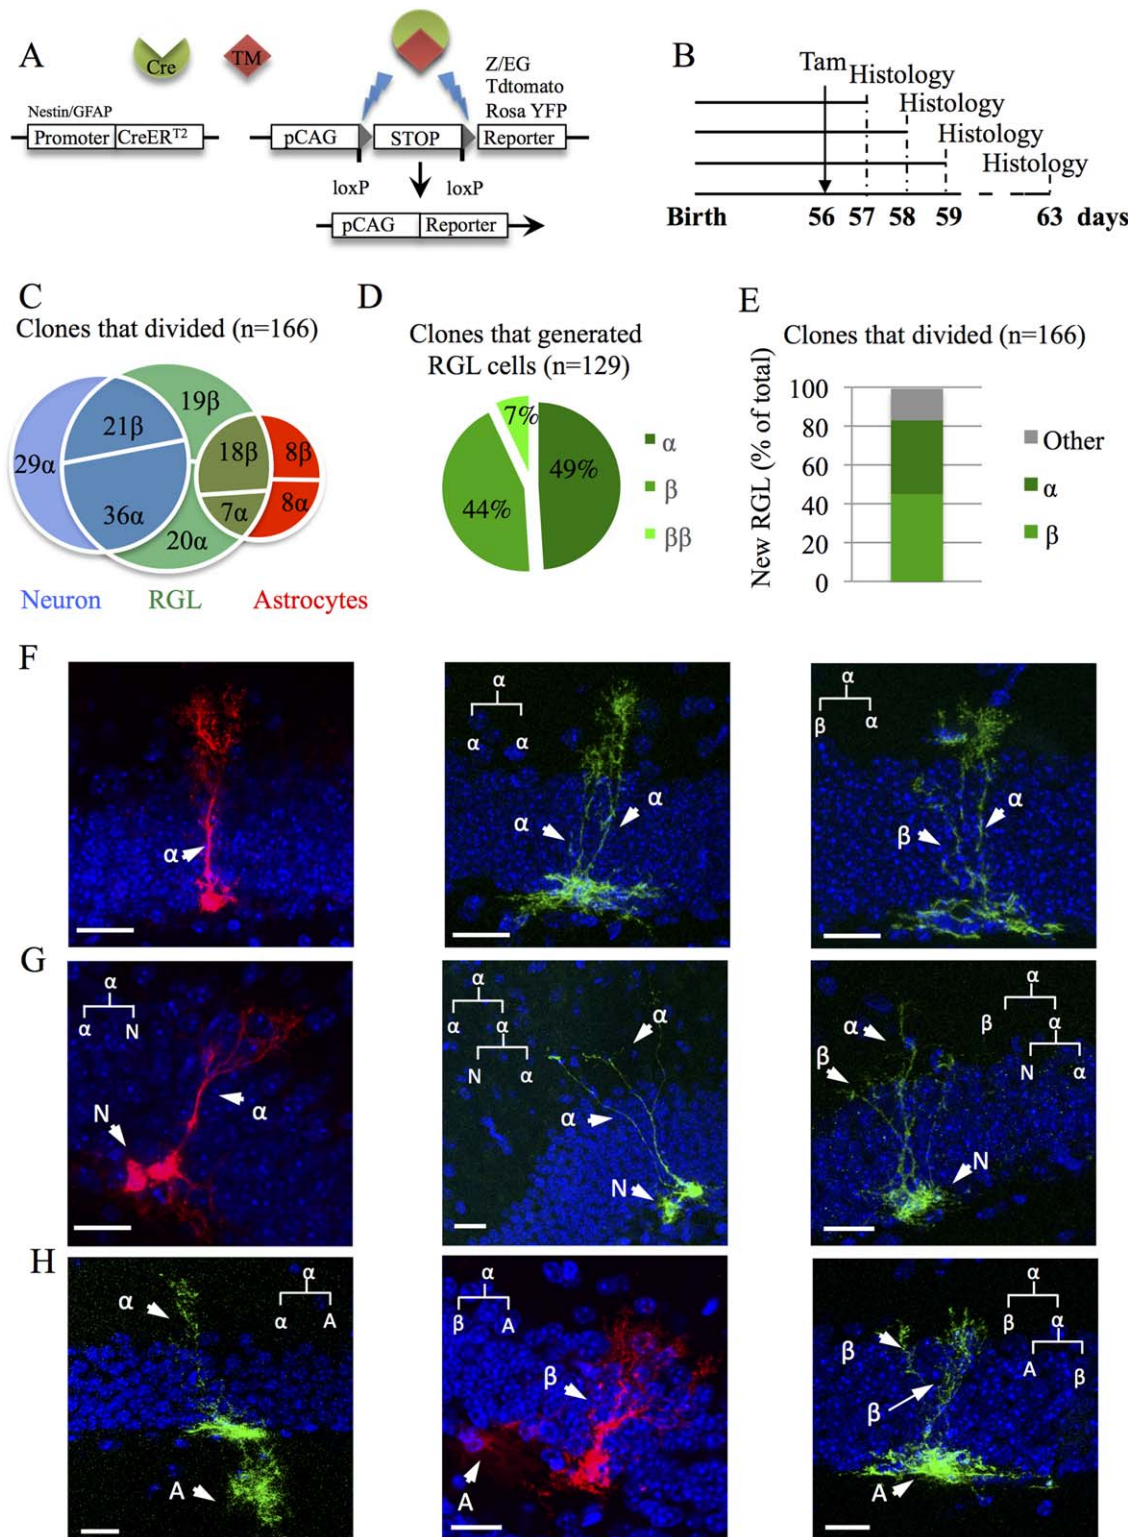 A
Cre
TM
Z/EG
Tdtomato
Rosa YFP
Nestin/GFAP
Promoter CreERT2
pCAG STOP Reporter
loxP loxP
pCAG Reporter
B
Tam Histology
Histology
Histology
Histology
Birth 56 57 58 59 63 days
C
Clones that divided (n=166)
29α
21β
36α
19β
20α
18β
7α
8β
8α
Neuron RGL Astrocytes
D
Clones that generated
RGL cells (n=129)
7%
44%
49%
α
β
ββ
E
Clones that divided (n=166)
New RGL (% of total)
100
80
60
40
20
0
Other
α
β
F
α
α
α α
α
α
α
β α
β
α
G
α
α N
N
α
α
α α
N α
α
α
N
α
β α
N α
α
β
N
H
α
α A
α
A
α
β A
β
A
α
β α
A β
β
β
A